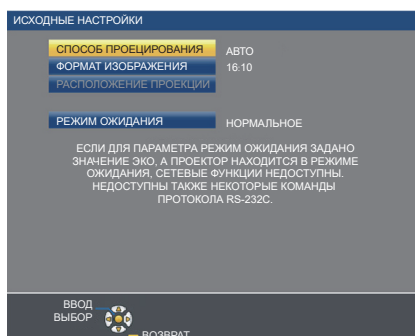 ИСХОДНЫЕ НАСТРОЙКИ
СПОСОБ ПРОЕЦИРОВАНИЯ АВТО
ФОРМАТ ИЗОБРАЖЕНИЯ 16:10
РАСПОЛОЖЕНИЕ ПРОЕКЦИИ
РЕЖИМ ОЖИДАНИЯ НОРМАЛЬНОЕ
ЕСЛИ ДЛЯ ПАРАМЕТРА РЕЖИМ ОЖИДАНИЯ ЗАДАНО
ЗНАЧЕНИЕ ЭКО, А ПРОЕКТОР НАХОДИТСЯ В РЕЖИМЕ
ОЖИДАНИЯ, СЕТЕВЫЕ ФУНКЦИИ НЕДОСТУПНЫ.
НЕДОСТУПНЫ ТАКЖЕ НЕКОТОРЫЕ КОМАНДЫ
ПРОТОКОЛА RS-232C.
ВВОД
ВЫБОР
ВОЗВРАТ